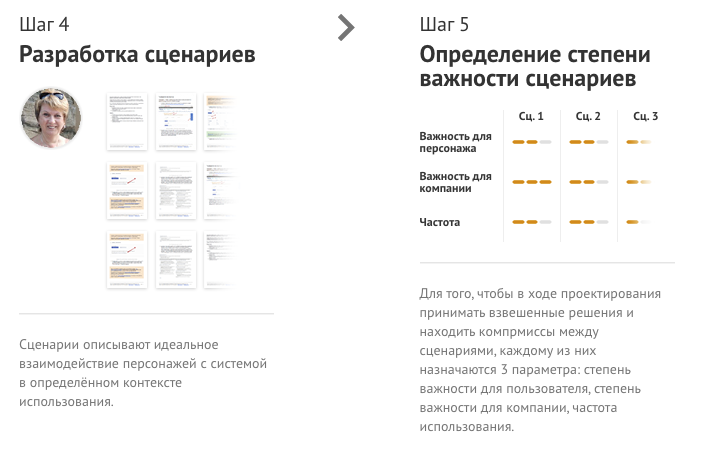 Шаг 4
Разработка сценариев
Сценарии описывают идеальное
взаимодействие персонажей с системой
в определённом контексте
использования.
Шаг 5
Определение степени
важности сценариев
Сц. 1 Сц. 2 Сц. 3
Важность для
персонажа
Важность для
компании
Частота
Для того, чтобы в ходе проектирования
принимать взвешенные решения и
находить компрмиссы между
сценариями, каждому из них
назначаются 3 параметра: степень
важности для пользователя, степень
важности для компании, частота
использования.